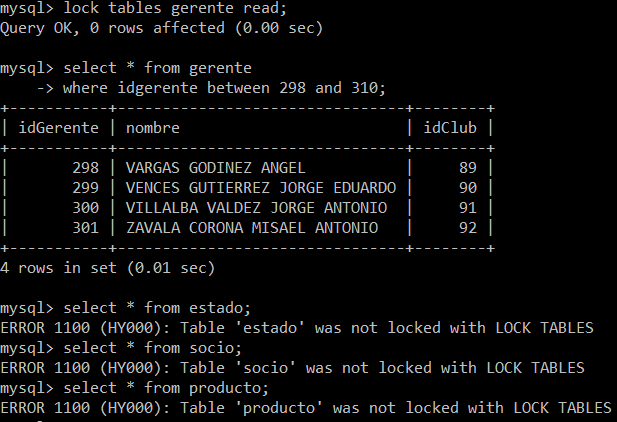 mysql> lock tables gerente read;
Query OK, 0 rows affected (0.00 sec)
mysql> select * from gerente
    -> where idgerente between 298 and 310;
+-----------+--------------------------------+--------+
| idGerente | nombre                         | idClub |
+-----------+--------------------------------+--------+
|       298 | VARGAS GODINEZ ANGEL           |     89 |
|       299 | VENCES GUTIERREZ JORGE EDUARDO |     90 |
|       300 | VILLALBA VALDEZ JORGE ANTONIO  |     91 |
|       301 | ZAVALA CORONA MISAEL ANTONIO   |     92 |
+-----------+--------------------------------+--------+
4 rows in set (0.01 sec)
mysql> select * from estado;
ERROR 1100 (HY000): Table 'estado' was not locked with LOCK TABLES
mysql> select * from socio;
ERROR 1100 (HY000): Table 'socio' was not locked with LOCK TABLES
mysql> select * from producto;
ERROR 1100 (HY000): Table 'producto' was not locked with LOCK TABLES